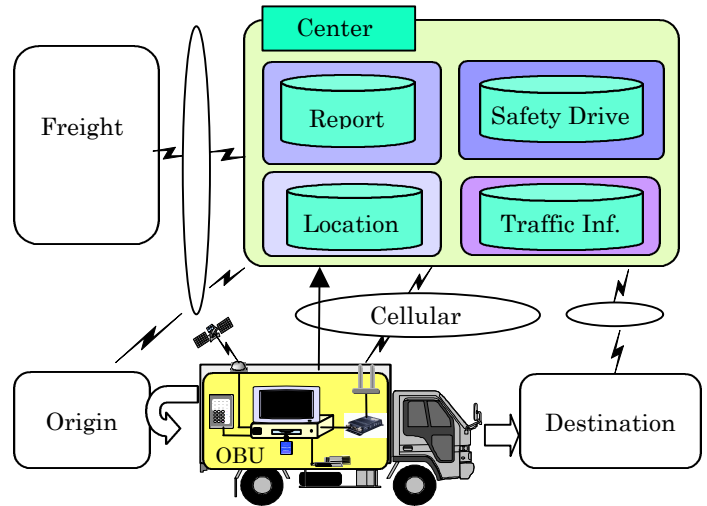 Center
Freight
Report
Safety Drive
Location
Traffic Inf.
Cellular
Origin
OBU
Destination